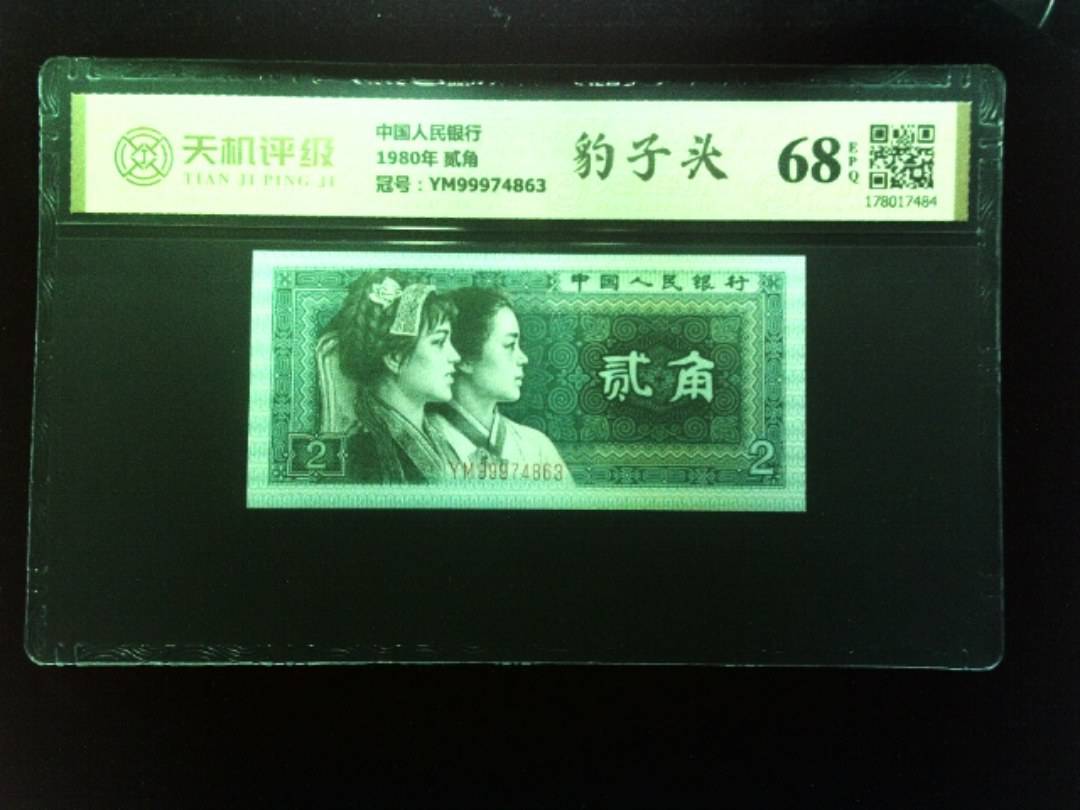 天机评级
TIAN JI PING JI
中国人民银行
1980年 贰角
冠号：YM99974863
豹子头
68
EPQ
178017484
中国人民银行
贰角
2
2
YM99974863